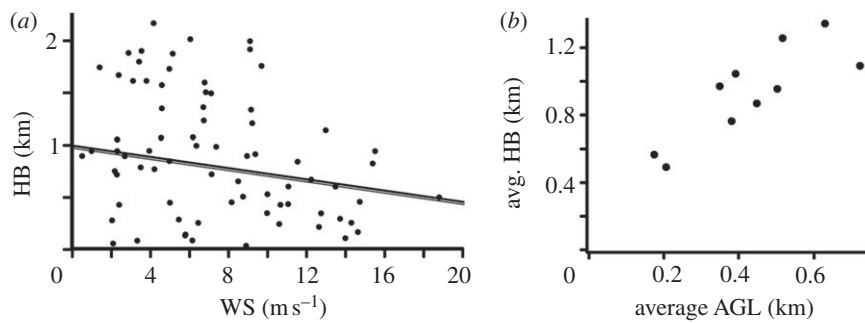 (a)
2
1
HB (km)
0 4 8 12 16 20
WS (m s⁻¹)
(b)
1.2
0.8
0.4
avg. HB (km)
0 0.2 0.4 0.6
average AGL (km)